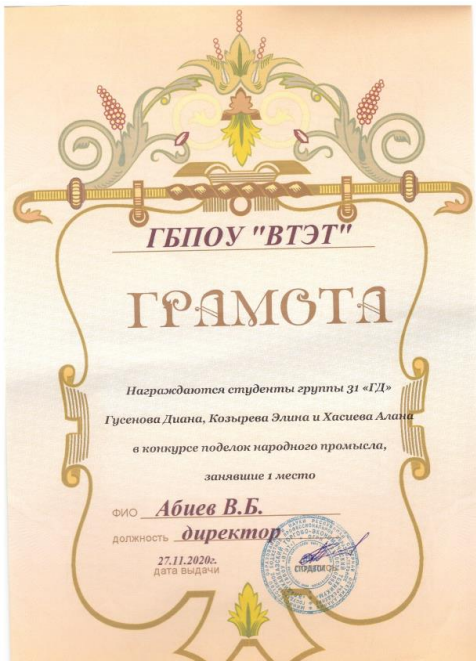 ГБПОУ "ВТЭТ"
ГРАМОТА
Награждаются студенты группы 31 «ГД»
Гусенова Диана, Козырева Элина и Хасиева Алана
в конкурсе поделок народного промысла,
занявшие 1 место
ФИО Абиев В.Б.
должность директор
27.11.2020г.
дата выдачи